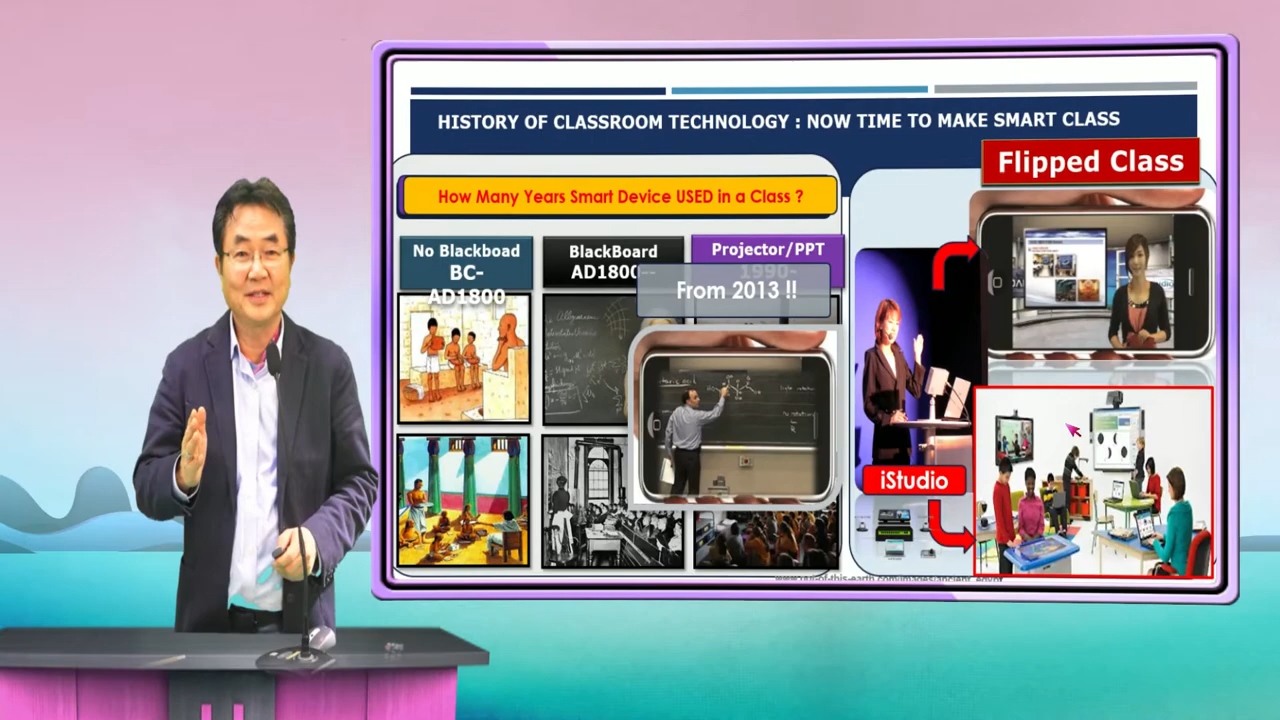 HISTORY OF CLASSROOM TECHNOLOGY : NOW TIME TO MAKE SMART CLASS
Flipped Class
How Many Years Smart Device USED in a Class ?
No Blackboad
BC-
AD1800
BlackBoard
AD1800
Projector/PPT
1990~
From 2013 !!
iStudio